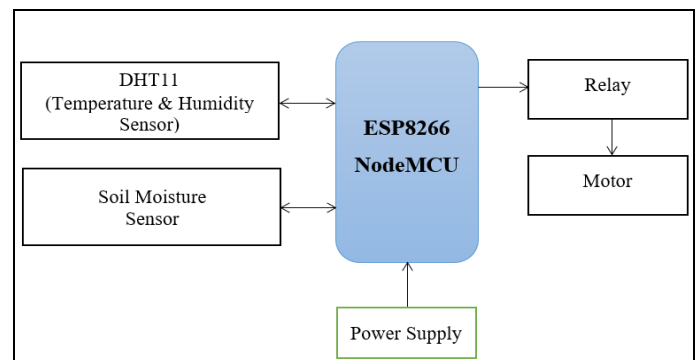 DHT11
(Temperature & Humidity
Sensor)
Soil Moisture
Sensor
ESP8266
NodeMCU
Relay
Motor
Power Supply